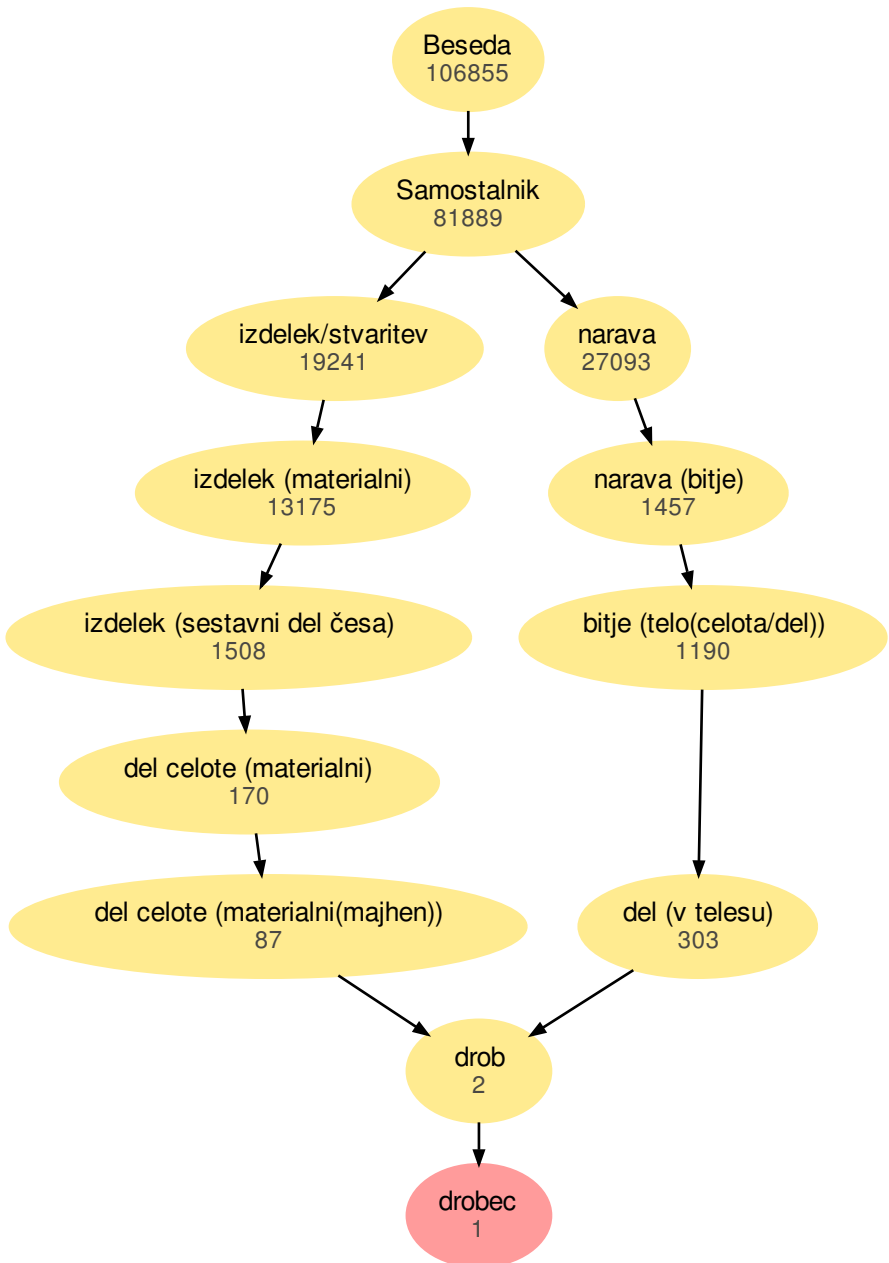 Beseda
106855
Samostalnik
81889
izdelek/stvaritev
19241
narava
27093
izdelek (materialni)
13175
narava (bitje)
1457
izdelek (sestavni del česa)
1508
bitje (telo(celota/del))
1190
del celote (materialni)
170
del celote (materialni(majhen))
87
del (v telesu)
303
drob
2
drobec
1